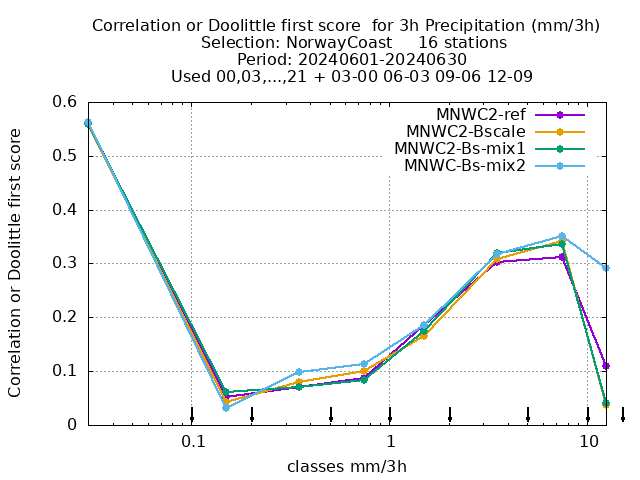 Correlation or Doolittle first score  for 3h Precipitation (mm/3h)
Selection: NorwayCoast     16 stations
Period: 20240601-20240630
Used 00,03,...,21 + 03-00 06-03 09-06 12-09
MNWC2-ref
MNWC2-Bscale
MNWC2-Bs-mix1
MNWC-Bs-mix2
Correlation or Doolittle first score
0.6
0.5
0.4
0.3
0.2
0.1
0
0.1
1
10
classes mm/3h